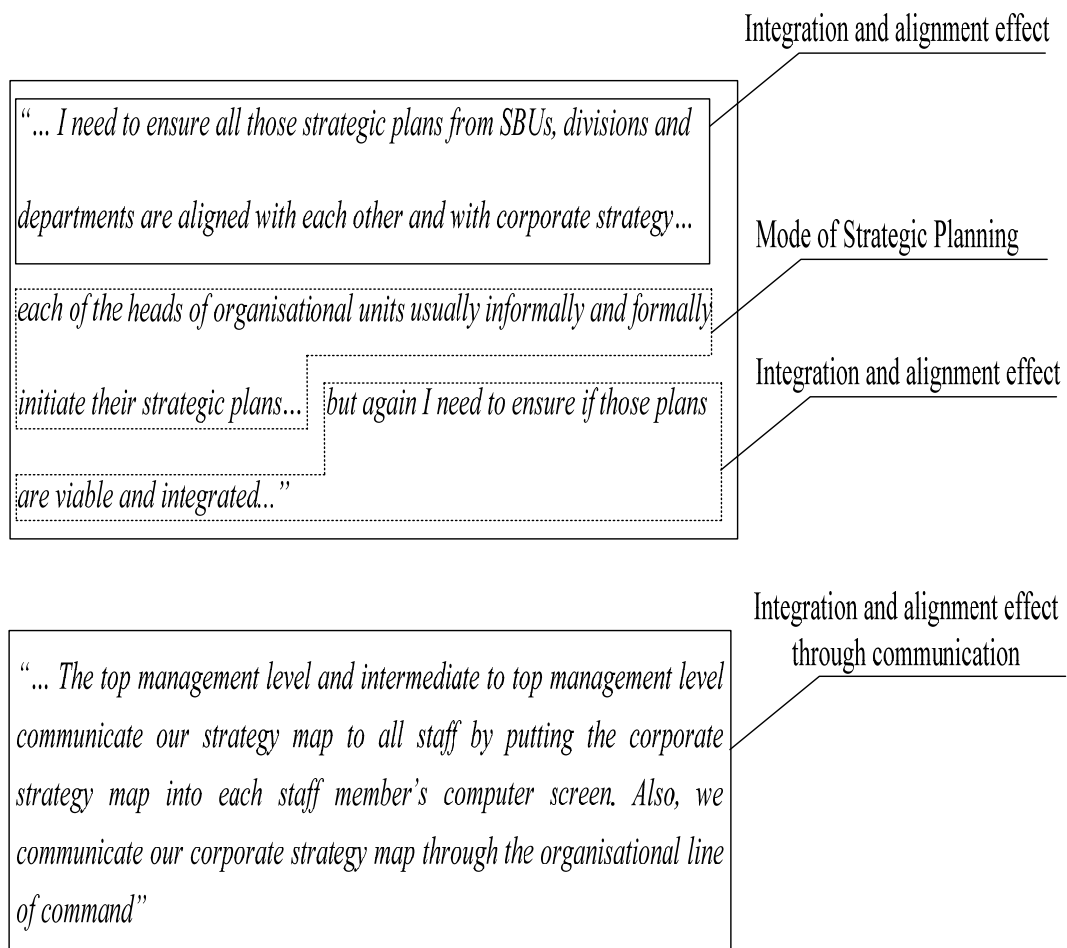 Integration and alignment effect
“... I need to ensure all those strategic plans from SBUs, divisions and
departments are aligned with each other and with corporate strategy...
Mode of Strategic Planning
each of the heads of organisational units usually informally and formally
initiate their strategic plans...
Integration and alignment effect
but again I need to ensure if those plans
are viable and integrated...”
Integration and alignment effect
through communication
“... The top management level and intermediate to top management level
communicate our strategy map to all staff by putting the corporate
strategy map into each staff member’s computer screen. Also, we
communicate our corporate strategy map through the organisational line
of command”